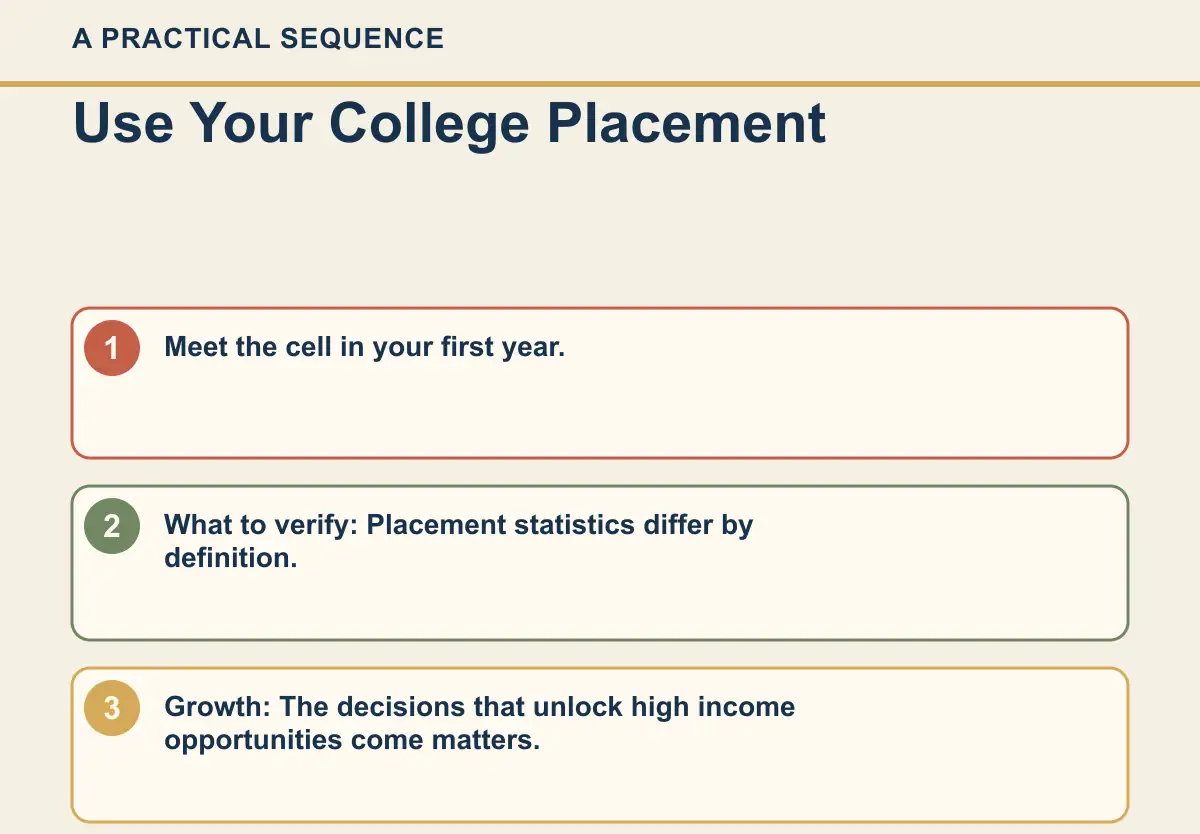 A PRACTICAL SEQUENCE
Use Your College Placement
1
Meet the cell in your first year.
2
What to verify: Placement statistics differ by
definition.
3
Growth: The decisions that unlock high income
opportunities come matters.